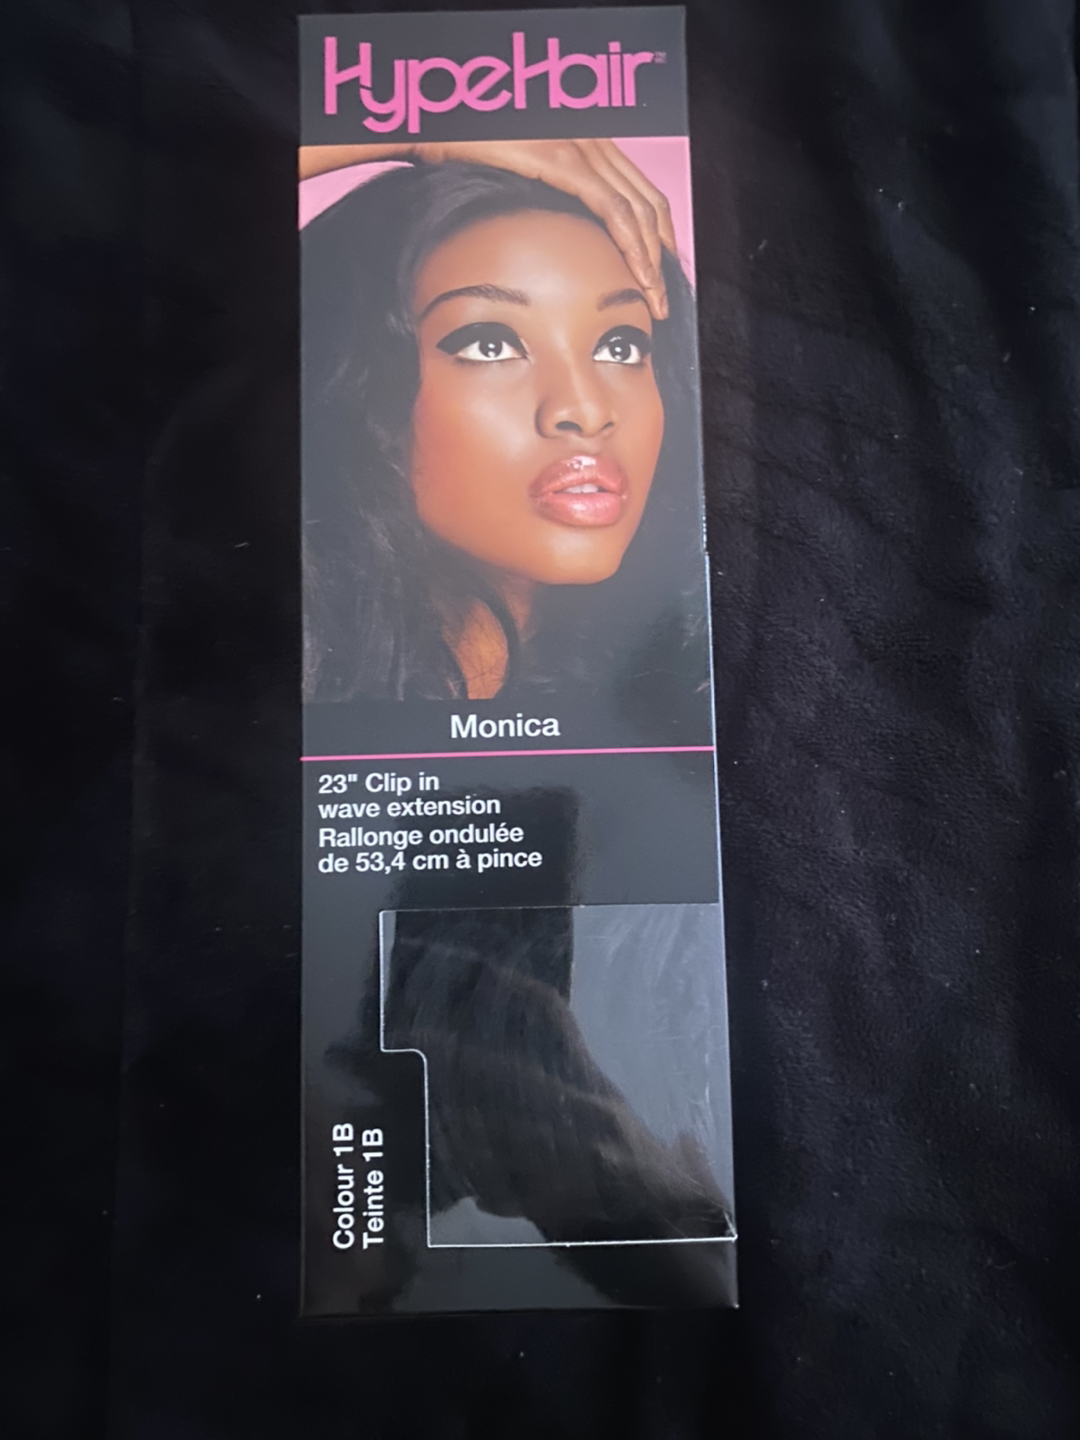 HypeHair
Monica
23" Clip in
wave extension
Rallonge ondulée
de 53,4 cm à pince
Colour 1B
Teinte 1B